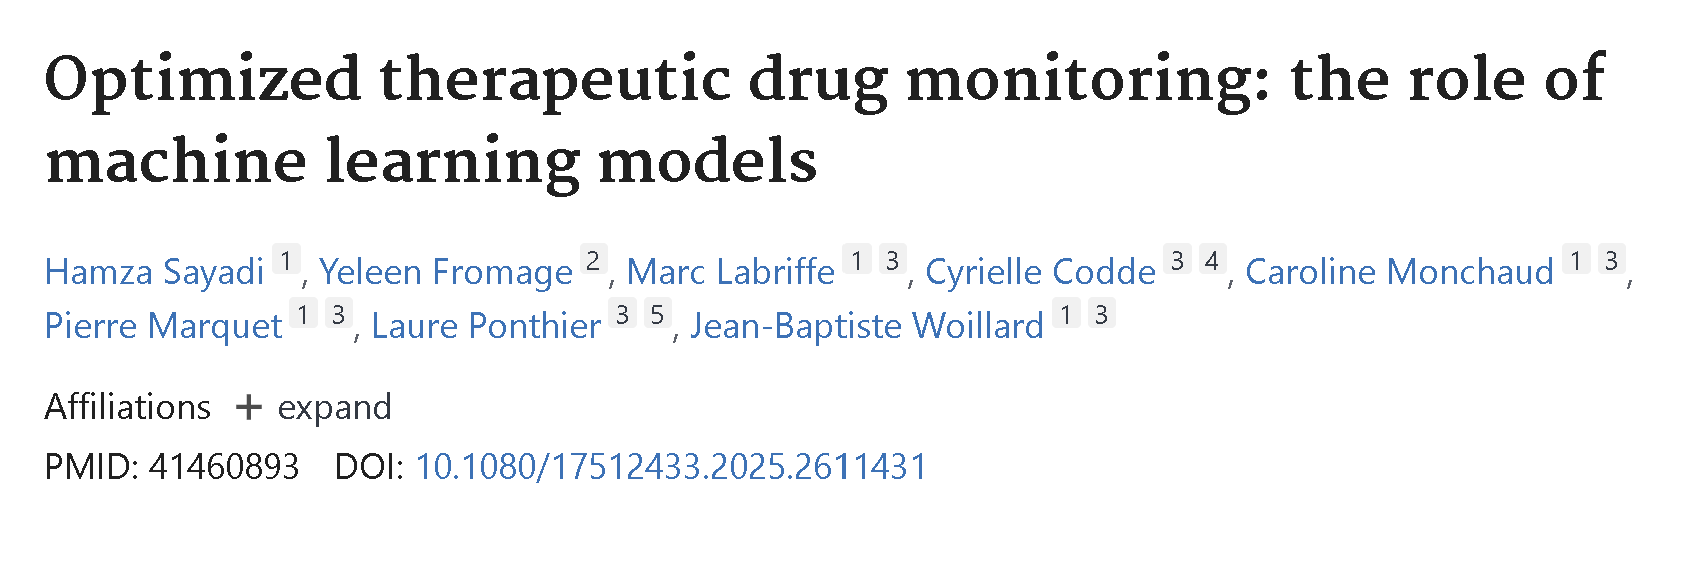 Optimized therapeutic drug monitoring: the role of
machine learning models
Hamza Sayadi 1, Yeleen Fromage 2, Marc Labriffe 1 3, Cyrielle Codde 3 4, Caroline Monchaud 1 3,
Pierre Marquet 1 3, Laure Ponthier 3 5, Jean-Baptiste Woillard 1 3
Affiliations + expand
PMID: 41460893 DOI: 10.1080/17512433.2025.2611431